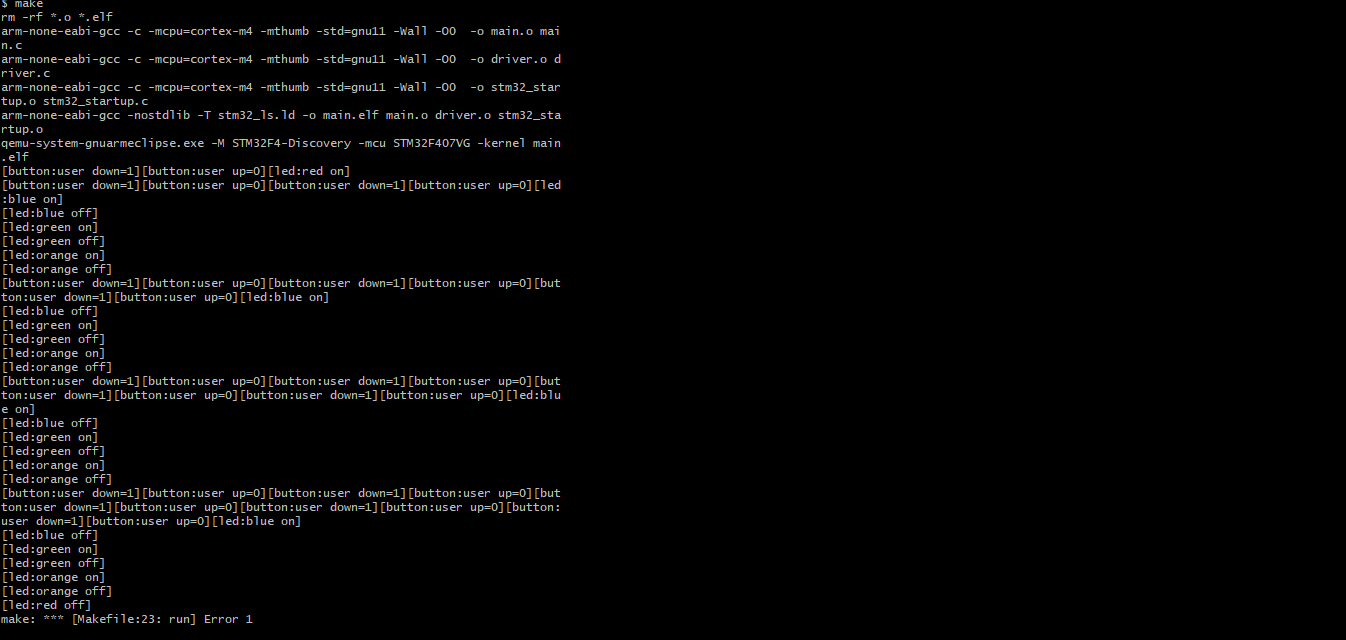 $ make
rm -rf *.o *.elf
arm-none-eabi-gcc -c -mcpu=cortex-m4 -mthumb -std=gnu11 -Wall -O0  -o main.o mai
n.c
arm-none-eabi-gcc -c -mcpu=cortex-m4 -mthumb -std=gnu11 -Wall -O0  -o driver.o d
river.c
arm-none-eabi-gcc -c -mcpu=cortex-m4 -mthumb -std=gnu11 -Wall -O0  -o stm32_star
tup.o stm32_startup.c
arm-none-eabi-gcc -nostdlib -T stm32_ls.ld -o main.elf main.o driver.o stm32_sta
rtup.o
qemu-system-gnuarmeclipse.exe -M STM32F4-Discovery -mcu STM32F407VG -kernel main
.elf
[button:user down=1][button:user up=0][led:red on]
[button:user down=1][button:user up=0][button:user down=1][button:user up=0][led
:blue on]
[led:blue off]
[led:green on]
[led:green off]
[led:orange on]
[led:orange off]
[button:user down=1][button:user up=0][button:user down=1][button:user up=0][but
ton:user down=1][button:user up=0][led:blue on]
[led:blue off]
[led:green on]
[led:green off]
[led:orange on]
[led:orange off]
[button:user down=1][button:user up=0][button:user down=1][button:user up=0][but
ton:user down=1][button:user up=0][button:user down=1][button:user up=0][led:blu
e on]
[led:blue off]
[led:green on]
[led:green off]
[led:orange on]
[led:orange off]
[button:user down=1][button:user up=0][button:user down=1][button:user up=0][but
ton:user down=1][button:user up=0][button:user down=1][button:user up=0][button:
user down=1][button:user up=0][led:blue on]
[led:blue off]
[led:green on]
[led:green off]
[led:orange on]
[led:orange off]
[led:red off]
make: *** [Makefile:23: run] Error 1